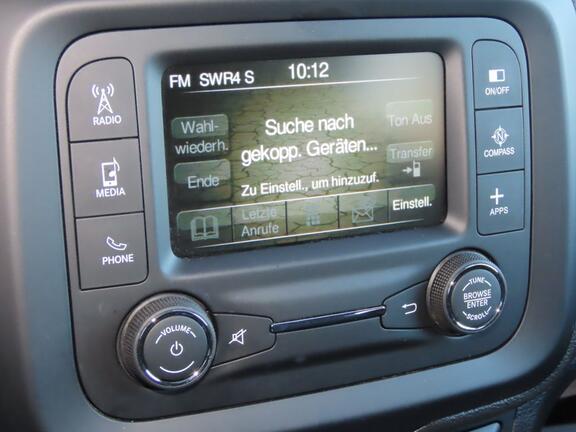 FM SWR4 S 10:12
RADIO
MEDIA
PHONE
Wahl-
wiederh.
Ende
Suche nach
gekopp. Geräten...
Zu Einstell., um hinzuzuf.
Ton Aus
Transfer
Letzte
Anrufe
Einstell.
ON/OFF
N
COMPASS
+
APPS
VOLUME
TUNE
BROWSE
ENTER
SCROLL